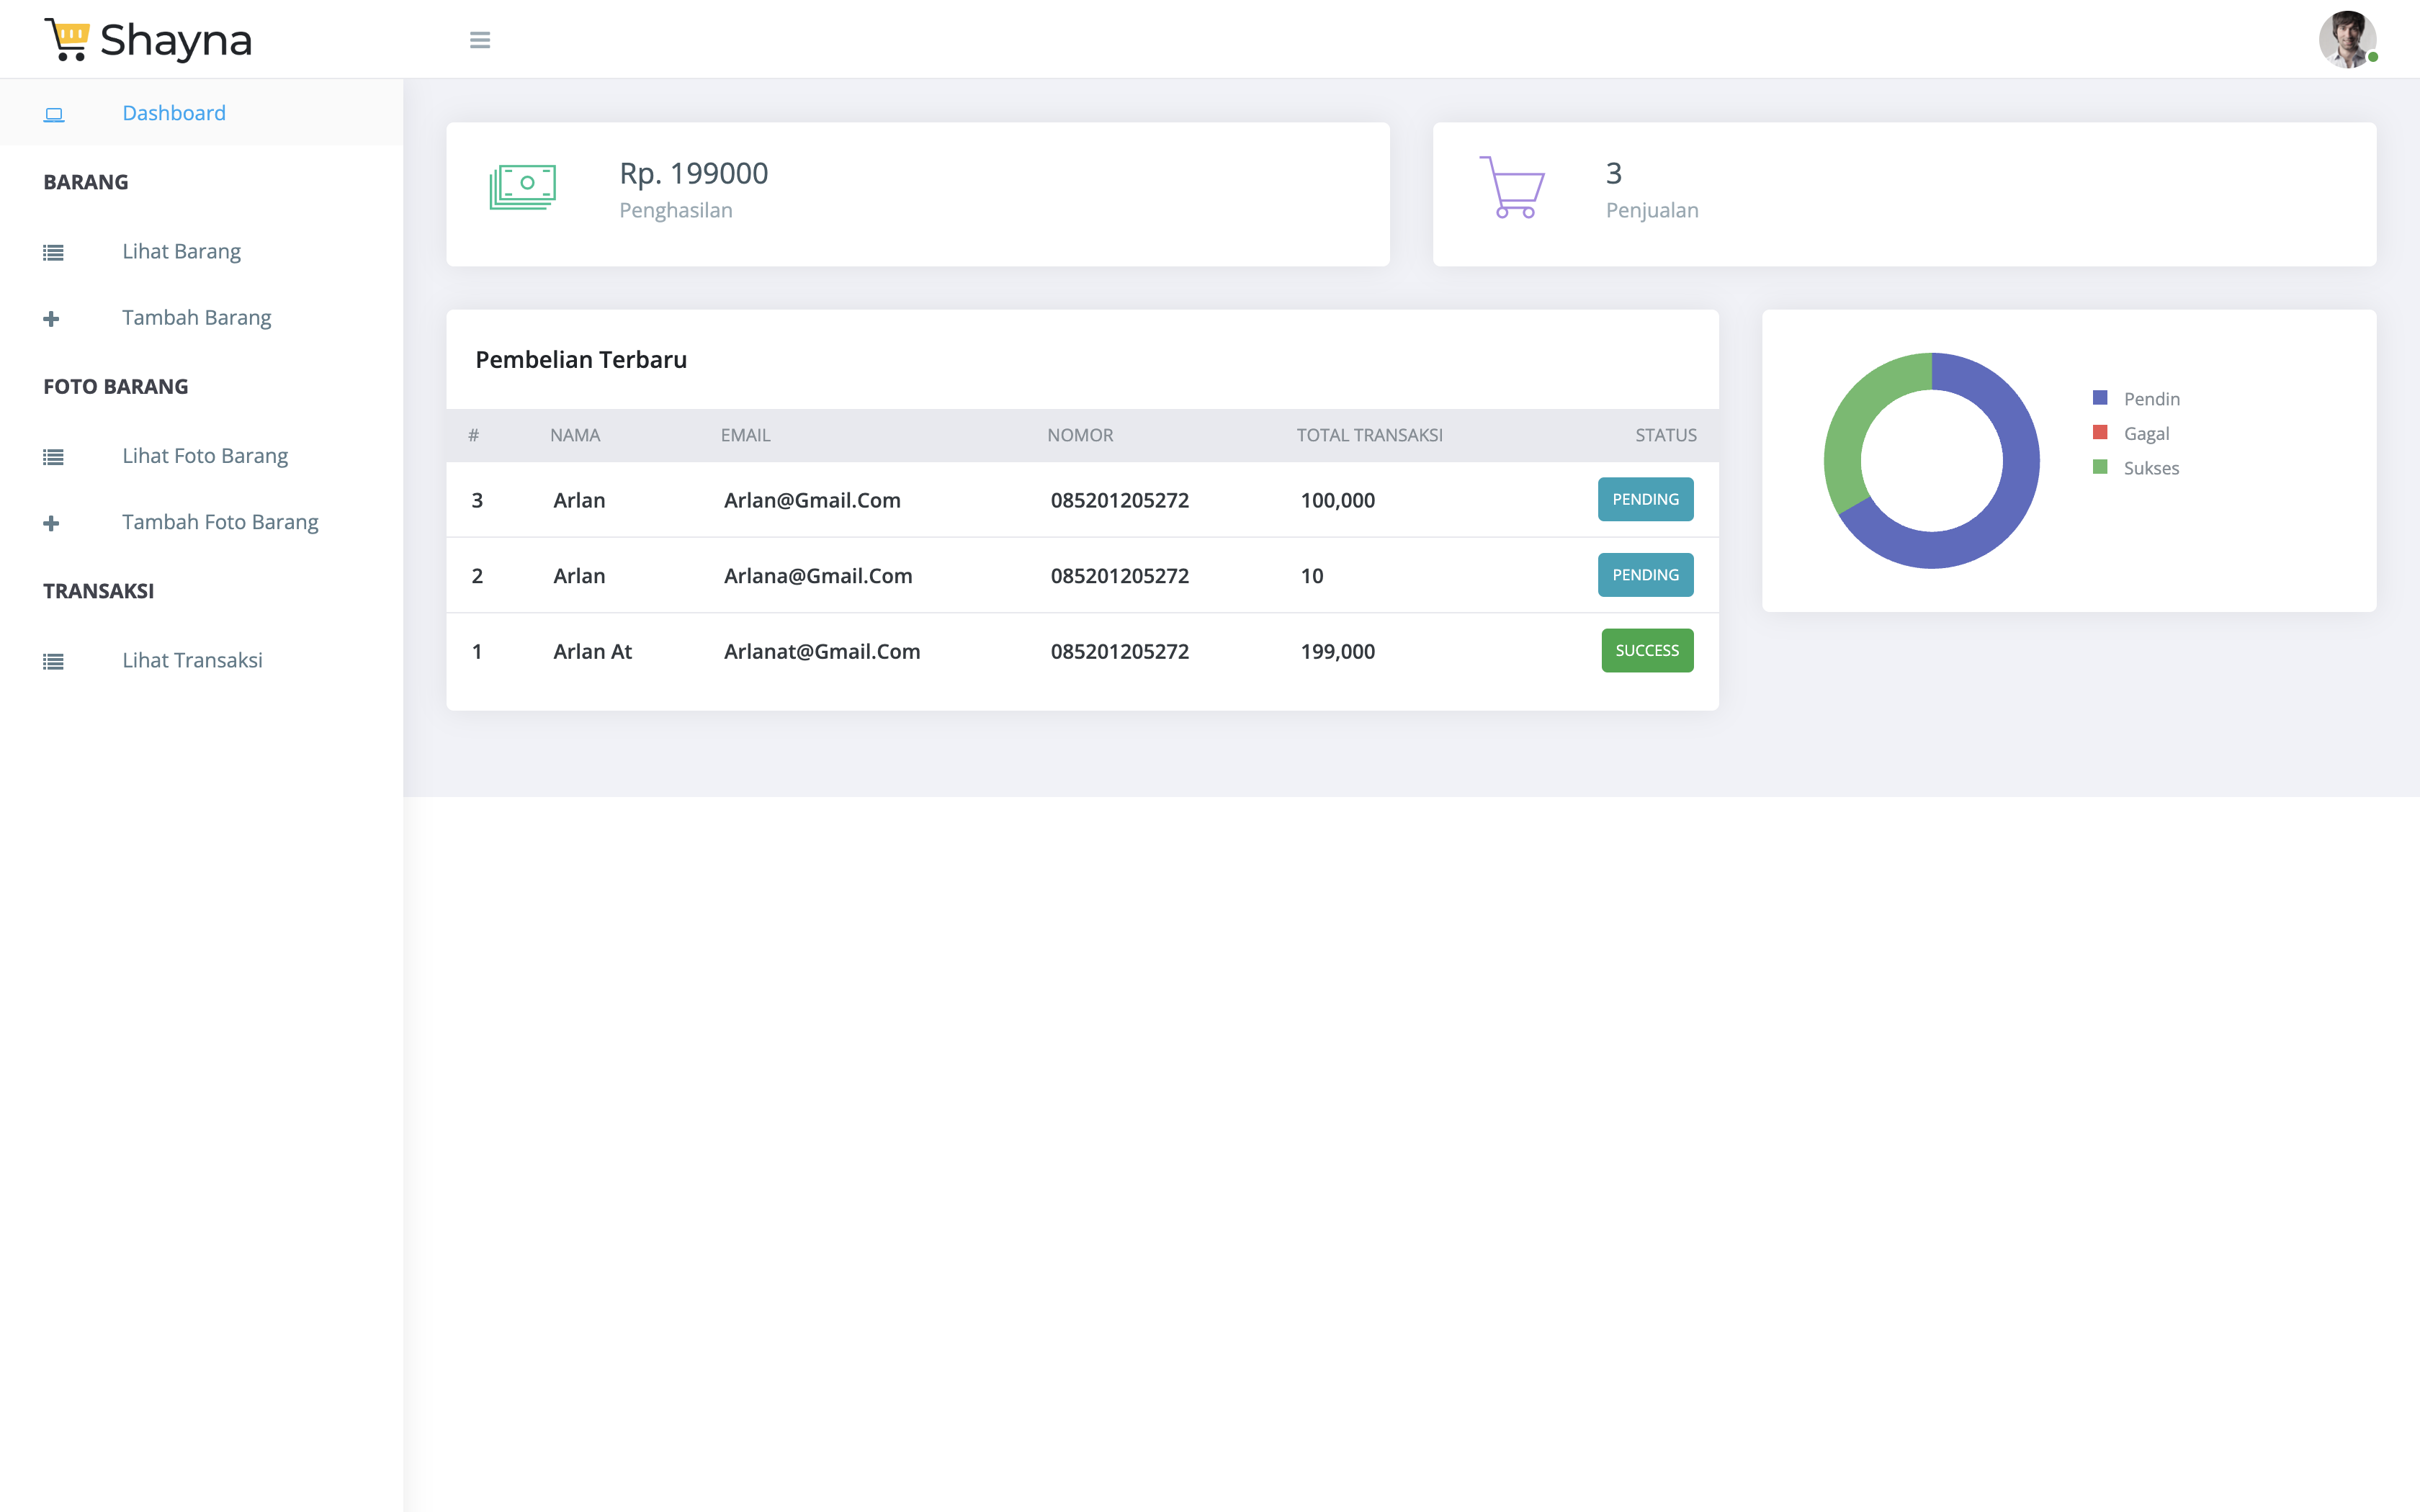 Shayna
Dashboard
BARANG
Lihat Barang
Tambah Barang
FOTO BARANG
Lihat Foto Barang
Tambah Foto Barang
TRANSAKSI
Lihat Transaksi
Rp. 199000
Penghasilan
3
Penjualan
Pembelian Terbaru
# NAMA EMAIL NOMOR TOTAL TRANSAKSI STATUS
3 Arlan Arlan@Gmail.Com 085201205272 100,000 PENDING
2 Arlan Arlana@Gmail.Com 085201205272 10 PENDING
1 Arlan At Arlanat@Gmail.Com 085201205272 199,000 SUCCESS
Pendin
Gagal
Sukses